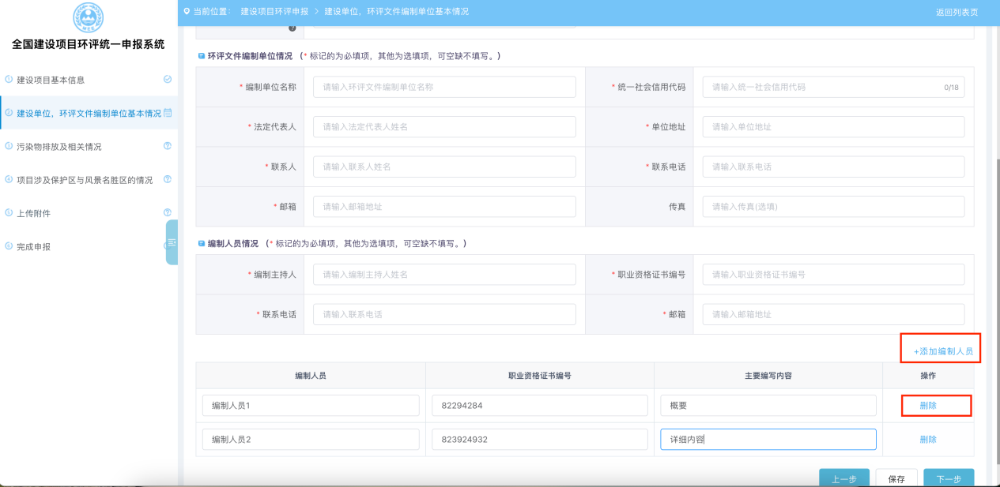 当前位置： 建设项目环评申报 > 建设单位，环评文件编制单位基本情况
返回列表页
全国建设项目环评统一申报系统
建设项目基本信息
建设单位，环评文件编制单位基本情况
污染物排放及相关情况
项目涉及保护区与风景名胜区的情况
上传附件
完成申报
环评文件编制单位情况 （* 标记的为必填项，其他为选填项，可空缺不填写。）
* 编制单位名称 请输入环评文件编制单位名称 * 统一社会信用代码 请输入统一社会信用代码 0/18
* 法定代表人 请输入法定代表人姓名 * 单位地址 请输入单位地址
* 联系人 请输入联系人姓名 * 联系电话 请输入联系电话
* 邮箱 请输入邮箱地址 传真 请输入传真(选填)
编制人员情况 （* 标记的为必填项，其他为选填项，可空缺不填写。）
* 编制主持人 请输入编制主持人姓名 * 职业资格证书编号 请输入职业资格证书编号
* 联系电话 请输入联系电话 * 邮箱 请输入邮箱地址
+添加编制人员
编制人员 职业资格证书编号 主要编写内容 操作
编制人员1 82294284 概要 删除
编制人员2 823924932 详细内容 删除
上一步 保存 下一步